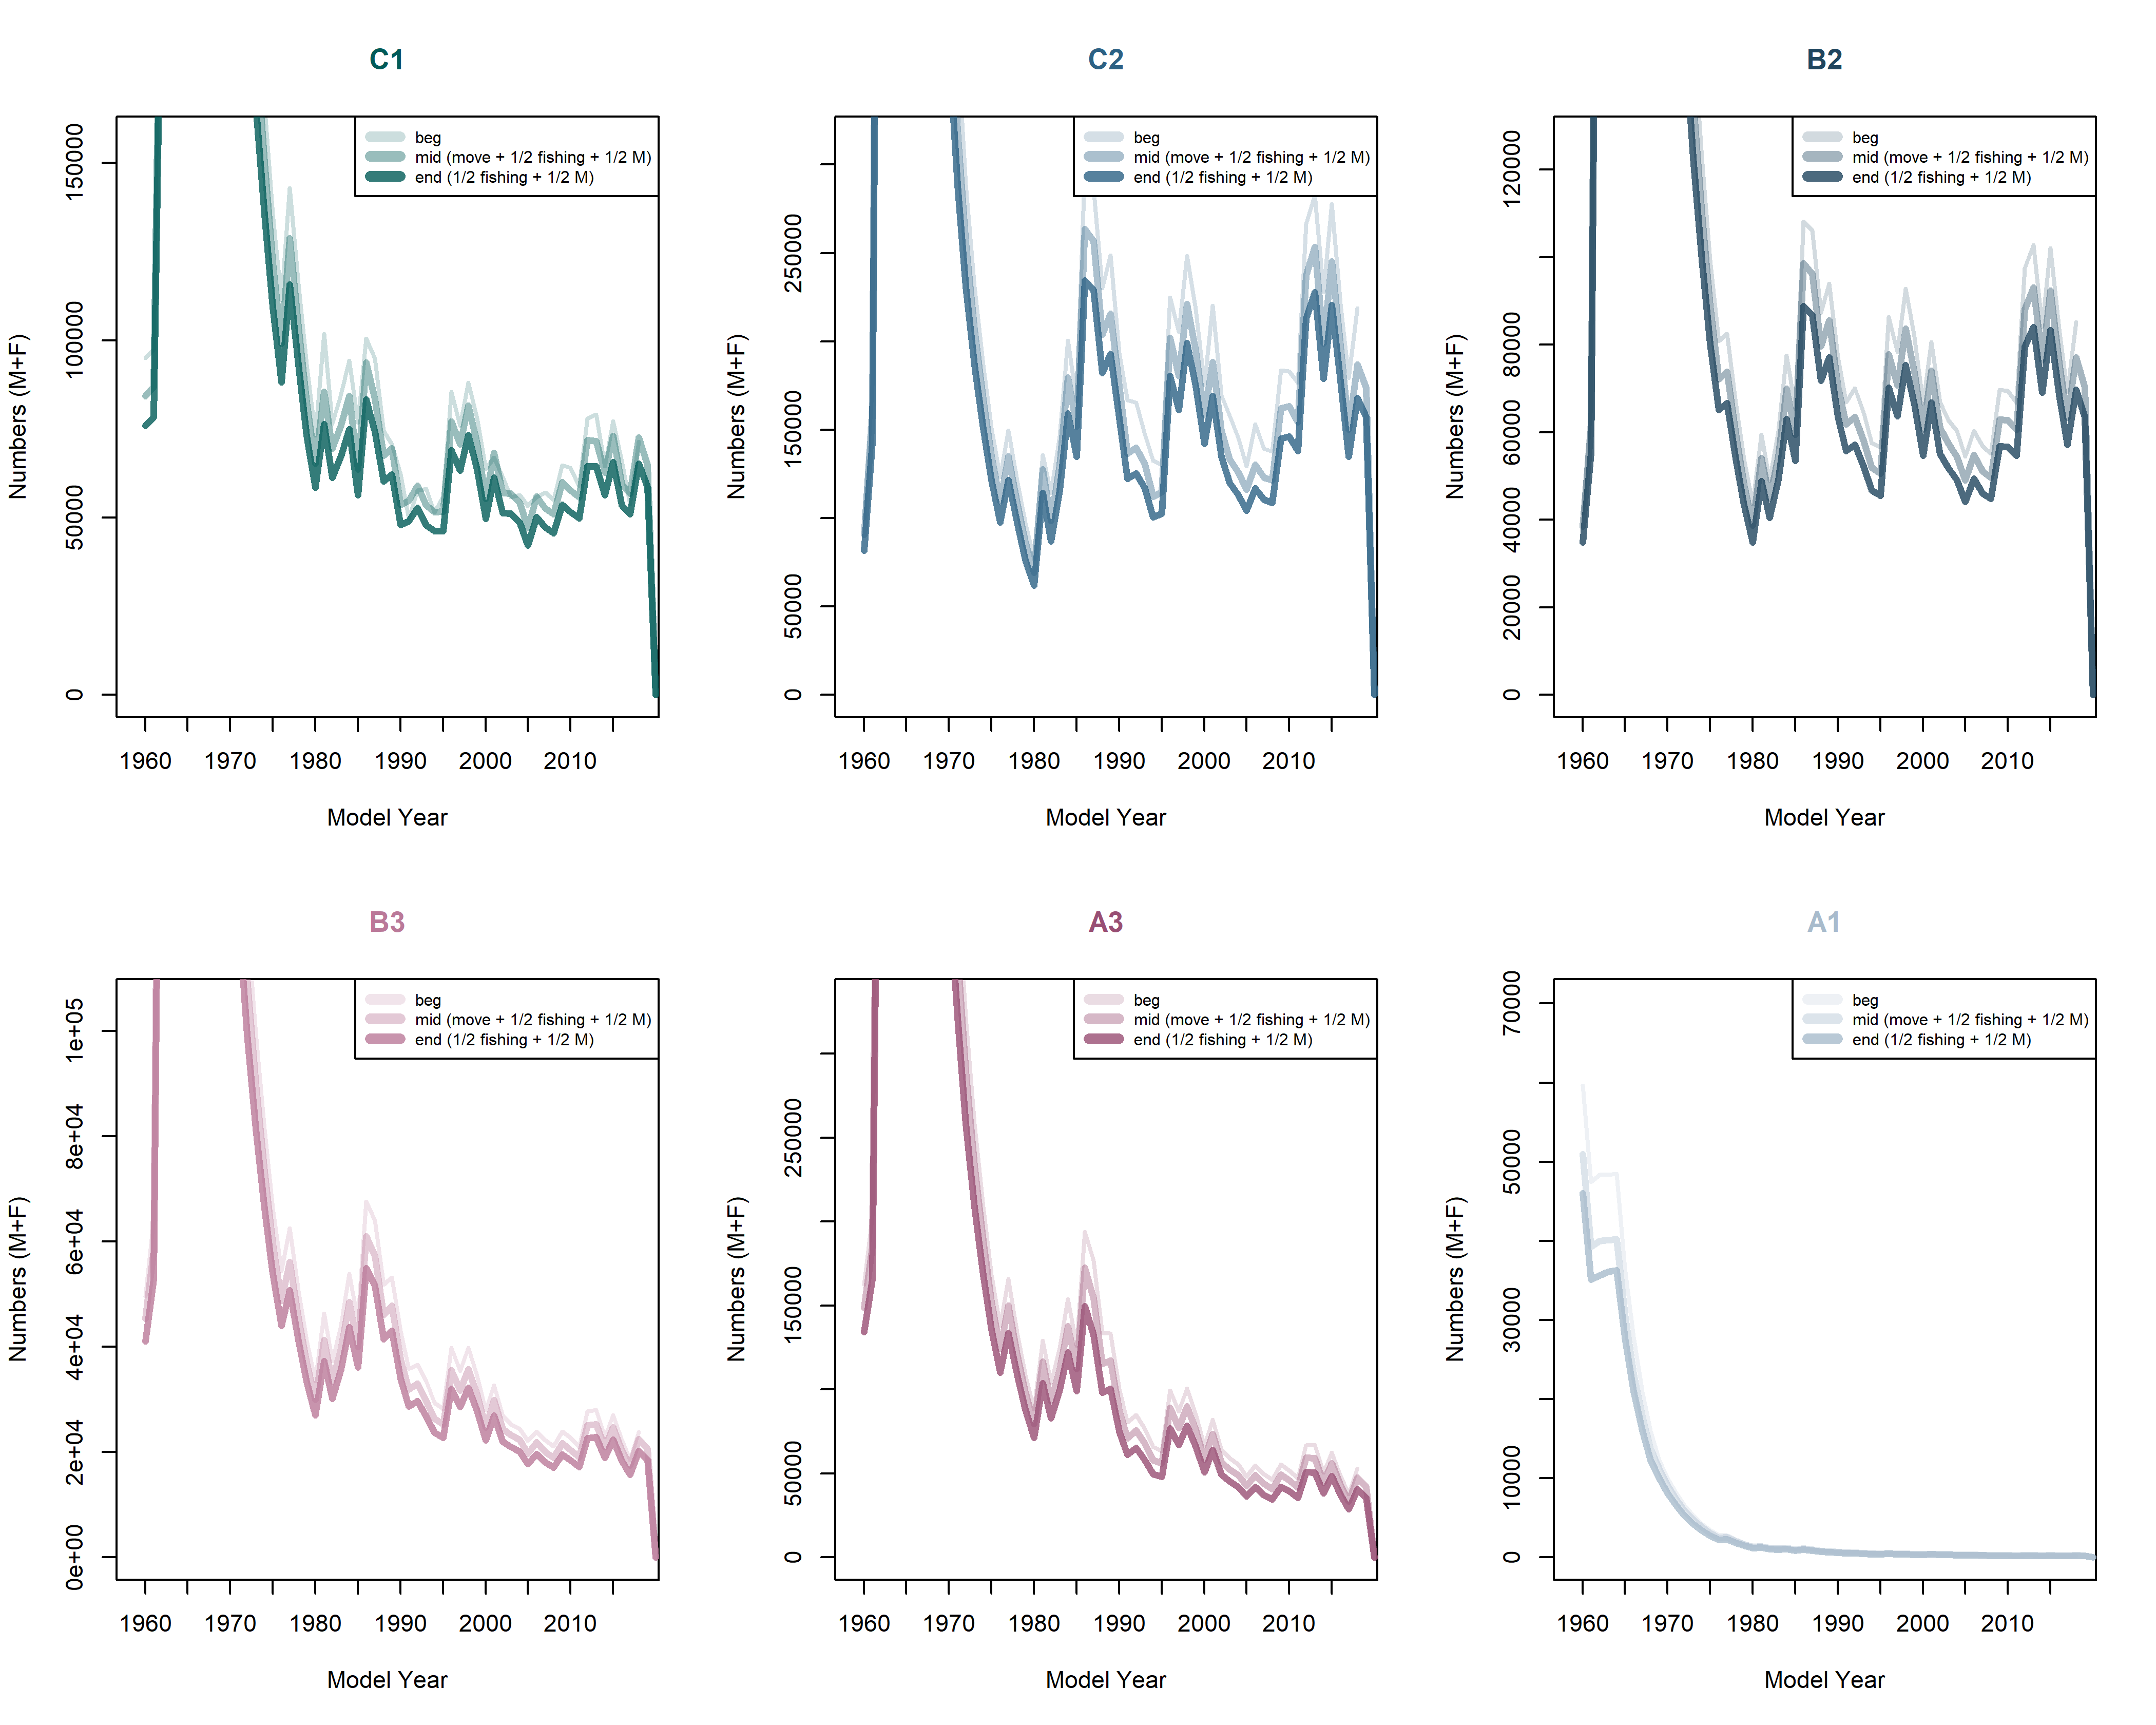 C1
Numbers (M+F)
150000
100000
50000
0
beg
mid (move + 1/2 fishing + 1/2 M)
end (1/2 fishing + 1/2 M)
1960 1970 1980 1990 2000 2010
Model Year
C2
Numbers (M+F)
250000
150000
50000
0
beg
mid (move + 1/2 fishing + 1/2 M)
end (1/2 fishing + 1/2 M)
1960 1970 1980 1990 2000 2010
Model Year
B2
Numbers (M+F)
120000
80000
60000
40000
20000
0
beg
mid (move + 1/2 fishing + 1/2 M)
end (1/2 fishing + 1/2 M)
1960 1970 1980 1990 2000 2010
Model Year
B3
Numbers (M+F)
1e+05
8e+04
6e+04
4e+04
2e+04
0e+00
beg
mid (move + 1/2 fishing + 1/2 M)
end (1/2 fishing + 1/2 M)
1960 1970 1980 1990 2000 2010
Model Year
A3
Numbers (M+F)
250000
150000
50000
0
beg
mid (move + 1/2 fishing + 1/2 M)
end (1/2 fishing + 1/2 M)
1960 1970 1980 1990 2000 2010
Model Year
A1
Numbers (M+F)
70000
50000
30000
10000
0
beg
mid (move + 1/2 fishing + 1/2 M)
end (1/2 fishing + 1/2 M)
1960 1970 1980 1990 2000 2010
Model Year